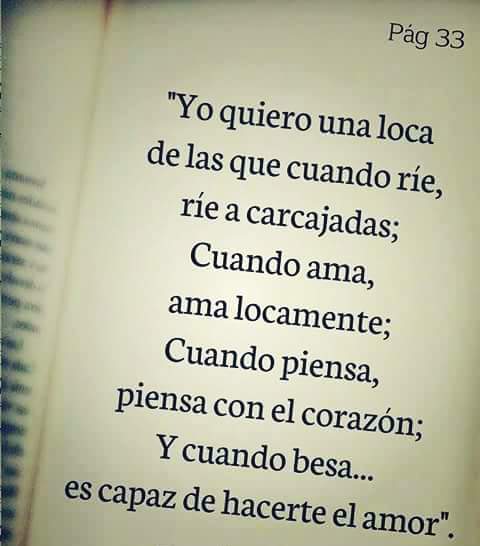 Pág 33
"Yo quiero una loca
de las que cuando ríe,
ríe a carcajadas;
Cuando ama,
ama locamente;
Cuando piensa,
piensa con el corazón;
Y cuando besa...
es capaz de hacerte el amor".